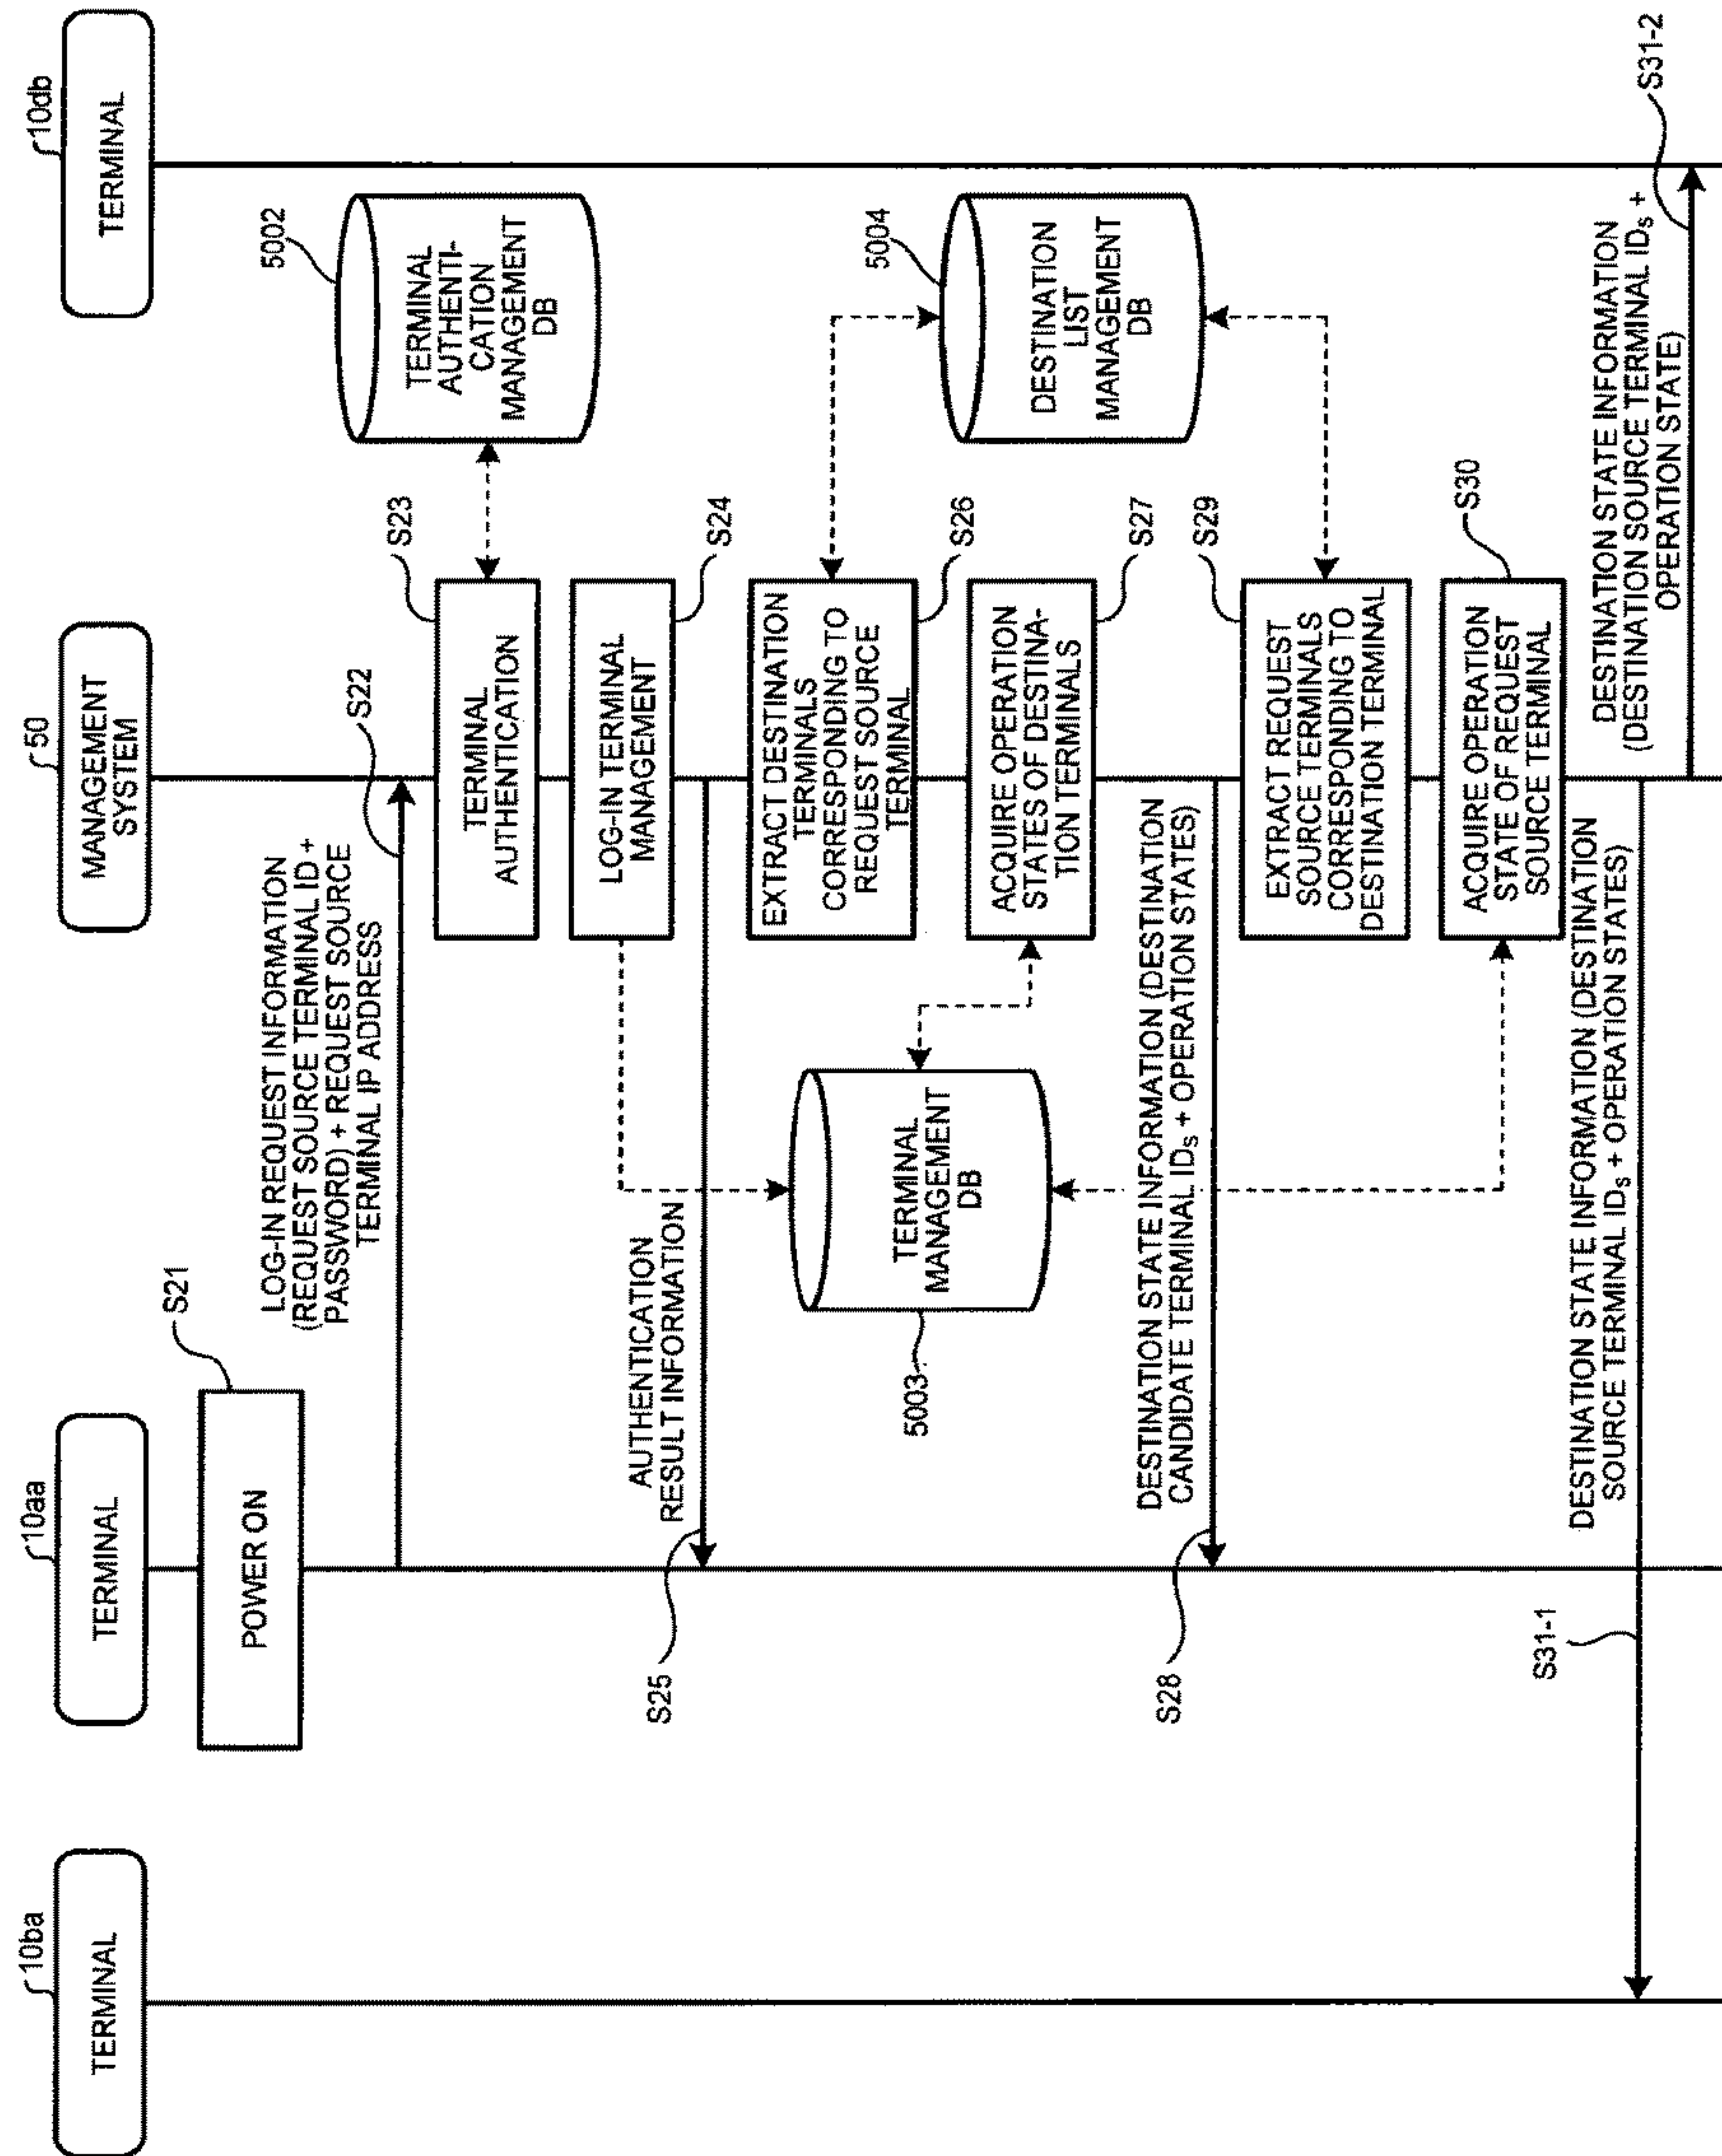 10ba
TERMINAL
10aa
TERMINAL
50
MANAGEMENT
SYSTEM
10db
TERMINAL
S21
POWER ON
LOG-IN REQUEST INFORMATION
(REQUEST SOURCE TERMINAL ID +
PASSWORD) + REQUEST SOURCE
TERMINAL IP ADDRESS
S22
S23
TERMINAL
AUTHENTICATION
5002
TERMINAL
AUTHENTI-
CATION
MANAGEMENT
DB
S24
LOG-IN TERMINAL
MANAGEMENT
AUTHENTICATION
RESULT INFORMATION
S25
EXTRACT DESTINATION
TERMINALS
CORRESPONDING TO
REQUEST SOURCE
TERMINAL
S26
5004
DESTINATION
LIST
MANAGEMENT
DB
5003
TERMINAL
MANAGEMENT
DB
ACQUIRE OPERATION
STATES OF DESTINA-
TION TERMINALS
S27
DESTINATION STATE INFORMATION (DESTINATION
CANDIDATE TERMINAL IDs + OPERATION STATES)
S28
EXTRACT REQUEST
SOURCE TERMINALS
CORRESPONDING TO
DESTINATION TERMINAL
S29
ACQUIRE OPERATION
STATE OF REQUEST
SOURCE TERMINAL
S30
DESTINATION STATE INFORMATION (DESTINATION
SOURCE TERMINAL IDs + OPERATION STATES)
S31-1
DESTINATION STATE INFORMATION
(DESTINATION SOURCE TERMINAL IDs +
OPERATION STATE)
S31-2